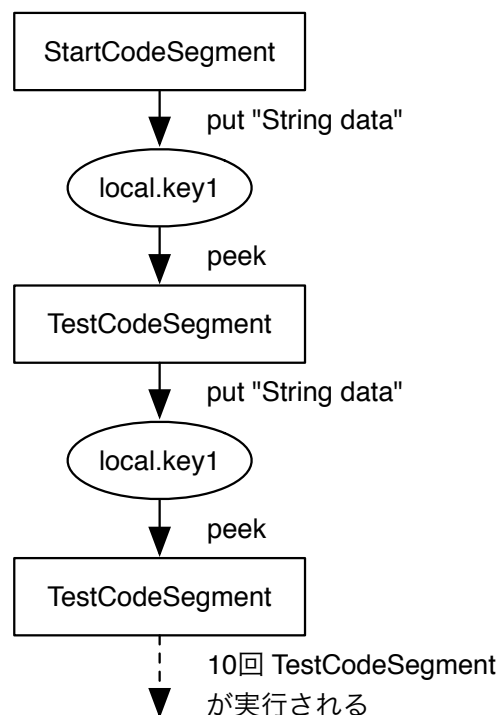 StartCodeSegment
put "String data"
local.key1
peek
TestCodeSegment
put "String data"
local.key1
peek
TestCodeSegment
10回 TestCodeSegment
が実行される